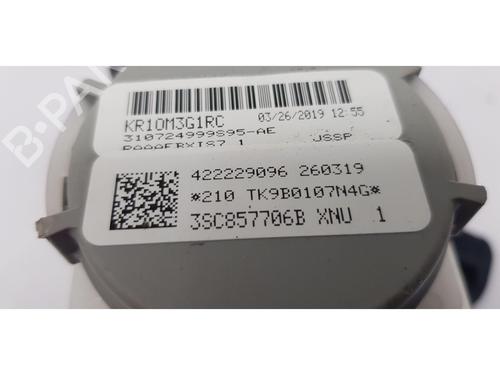 KR10M3G1RC 03/26/2019 12:55
310724999S95-AE
JSSP
422229096 260319
*210 TK9B0107N4G*
3SC857706B XNU 1
B-PA